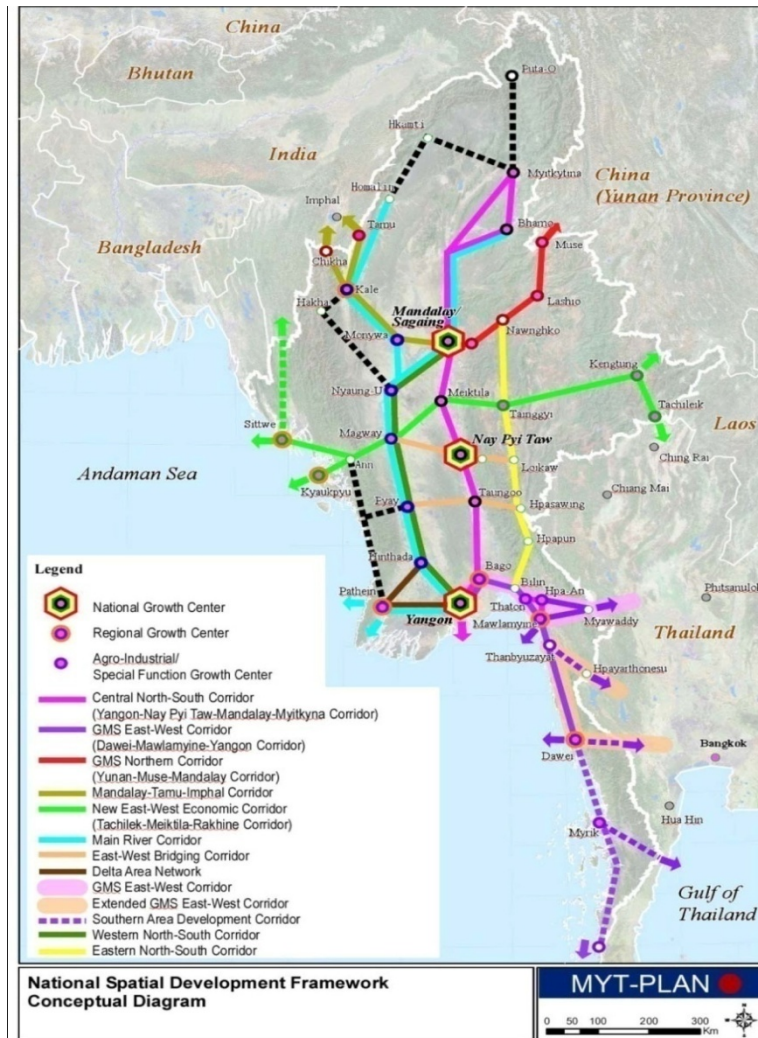 China
Bhutan
Puta-O
Hkamti
India
Myitkyina
China
(Yunan Province)
Homalin
Imphal
Tamu
Bhamo
Bangladesh
Muse
Chikha
Kale
Lashio
Hakha
Mandalay/
Sagaing
Monywa
Nawnghko
Kengtung
Nyaung-U
Meiktila
Tachileik
Taunggyi
Laos
Sittwe
Magway
Nay Pyi Taw
Ching Rai
Ann
Loikaw
Andaman Sea
Kyaukpyu
Chiang Mai
Pyay
Taungoo
Hpasawng
Hpapun
Hinthada
Bago
Bilin
Hpa-An
Phitsanulok
Pathein
Thaton
Yangon
Mawlamyine
Myawaddy
Thailand
Thanbyuzayat
Hpayarthonesu
Dawei
Bangkok
Hua Hin
Myeik
Gulf of
Thailand
Legend
National Growth Center
Regional Growth Center
Agro-Industrial/
Special Function Growth Center
Central North-South Corridor
(Yangon-Nay Pyi Taw-Mandalay-Myitkyna Corridor)
GMS East-West Corridor
(Dawei-Mawlamyine-Yangon Corridor)
GMS Northern Corridor
(Yunan-Muse-Mandalay Corridor)
Mandalay-Tamu-Imphal Corridor
New East-West Economic Corridor
(Tachilek-Meiktila-Rakhine Corridor)
Main River Corridor
East-West Bridging Corridor
Delta Area Network
GMS East-West Corridor
Extended GMS East-West Corridor
Southern Area Development Corridor
Western North-South Corridor
Eastern North-South Corridor
National Spatial Development Framework
Conceptual Diagram
MYT-PLAN
0 50 100 200 300
Km